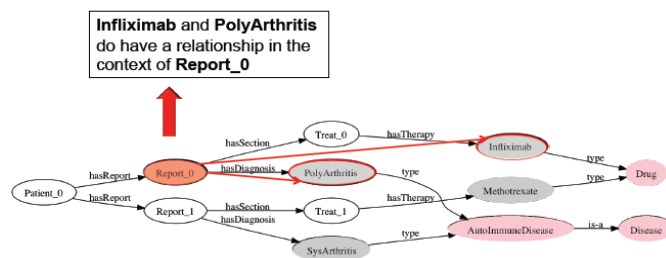 Infliximab and PolyArthritis
do have a relationship in the
context of Report_0
hasSection
Treat_0
hasTherapy
Infliximab
type
Drug
hasReport
Report_0
hasDiagnosis
PolyArthritis
type
Methotrexate
type
Patient_0
hasReport
Report_1
hasSection
Treat_1
hasTherapy
hasDiagnosis
AutoImmuneDisease
is-a
Disease
SysArthritis
type